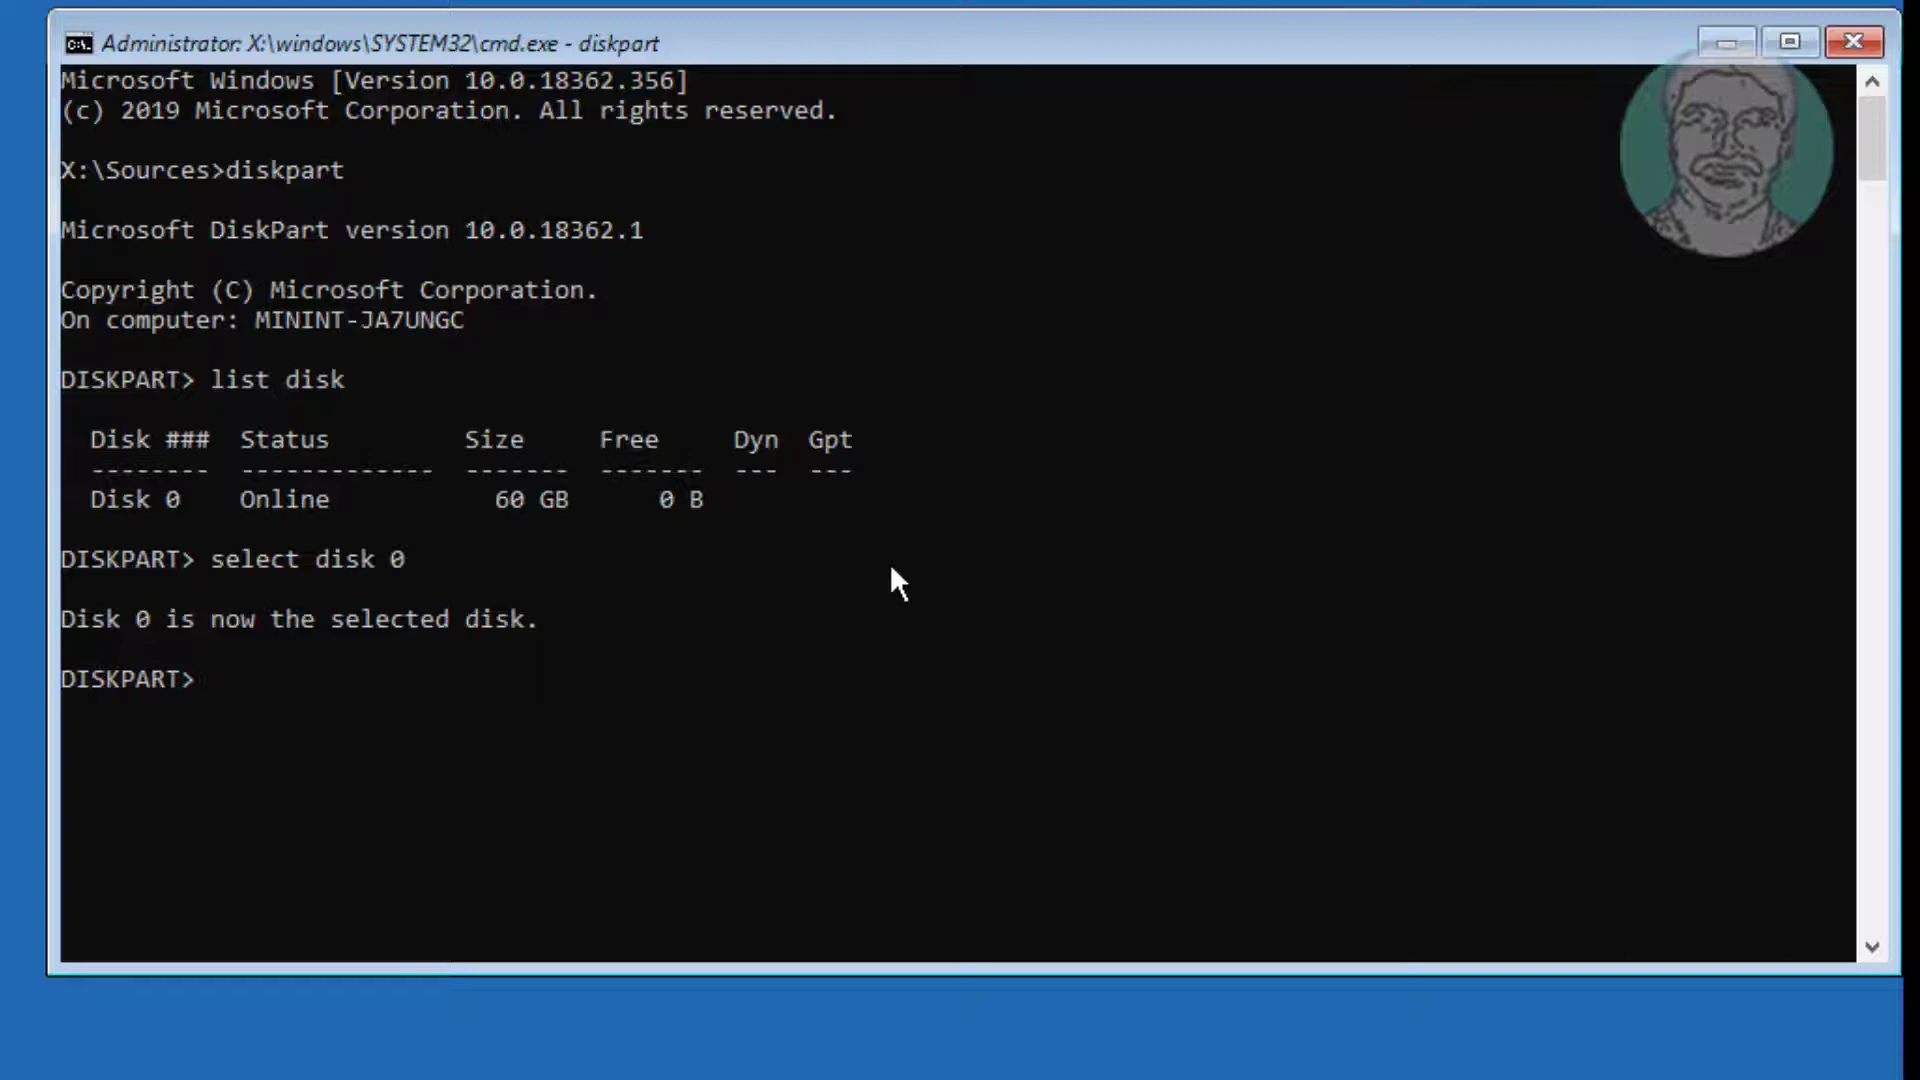 Administrator: X:\windows\SYSTEM32\cmd.exe - diskpart
Microsoft Windows [Version 10.0.18362.356]
(c) 2019 Microsoft Corporation. All rights reserved.
X:\Sources>diskpart
Microsoft DiskPart version 10.0.18362.1
Copyright (C) Microsoft Corporation.
On computer: MININT-JA7UNGC
DISKPART> list disk
  Disk ###  Status         Size     Free     Dyn  Gpt
  --------  -------------  -------  -------  ---  ---
  Disk 0    Online           60 GB      0 B
DISKPART> select disk 0
Disk 0 is now the selected disk.
DISKPART>